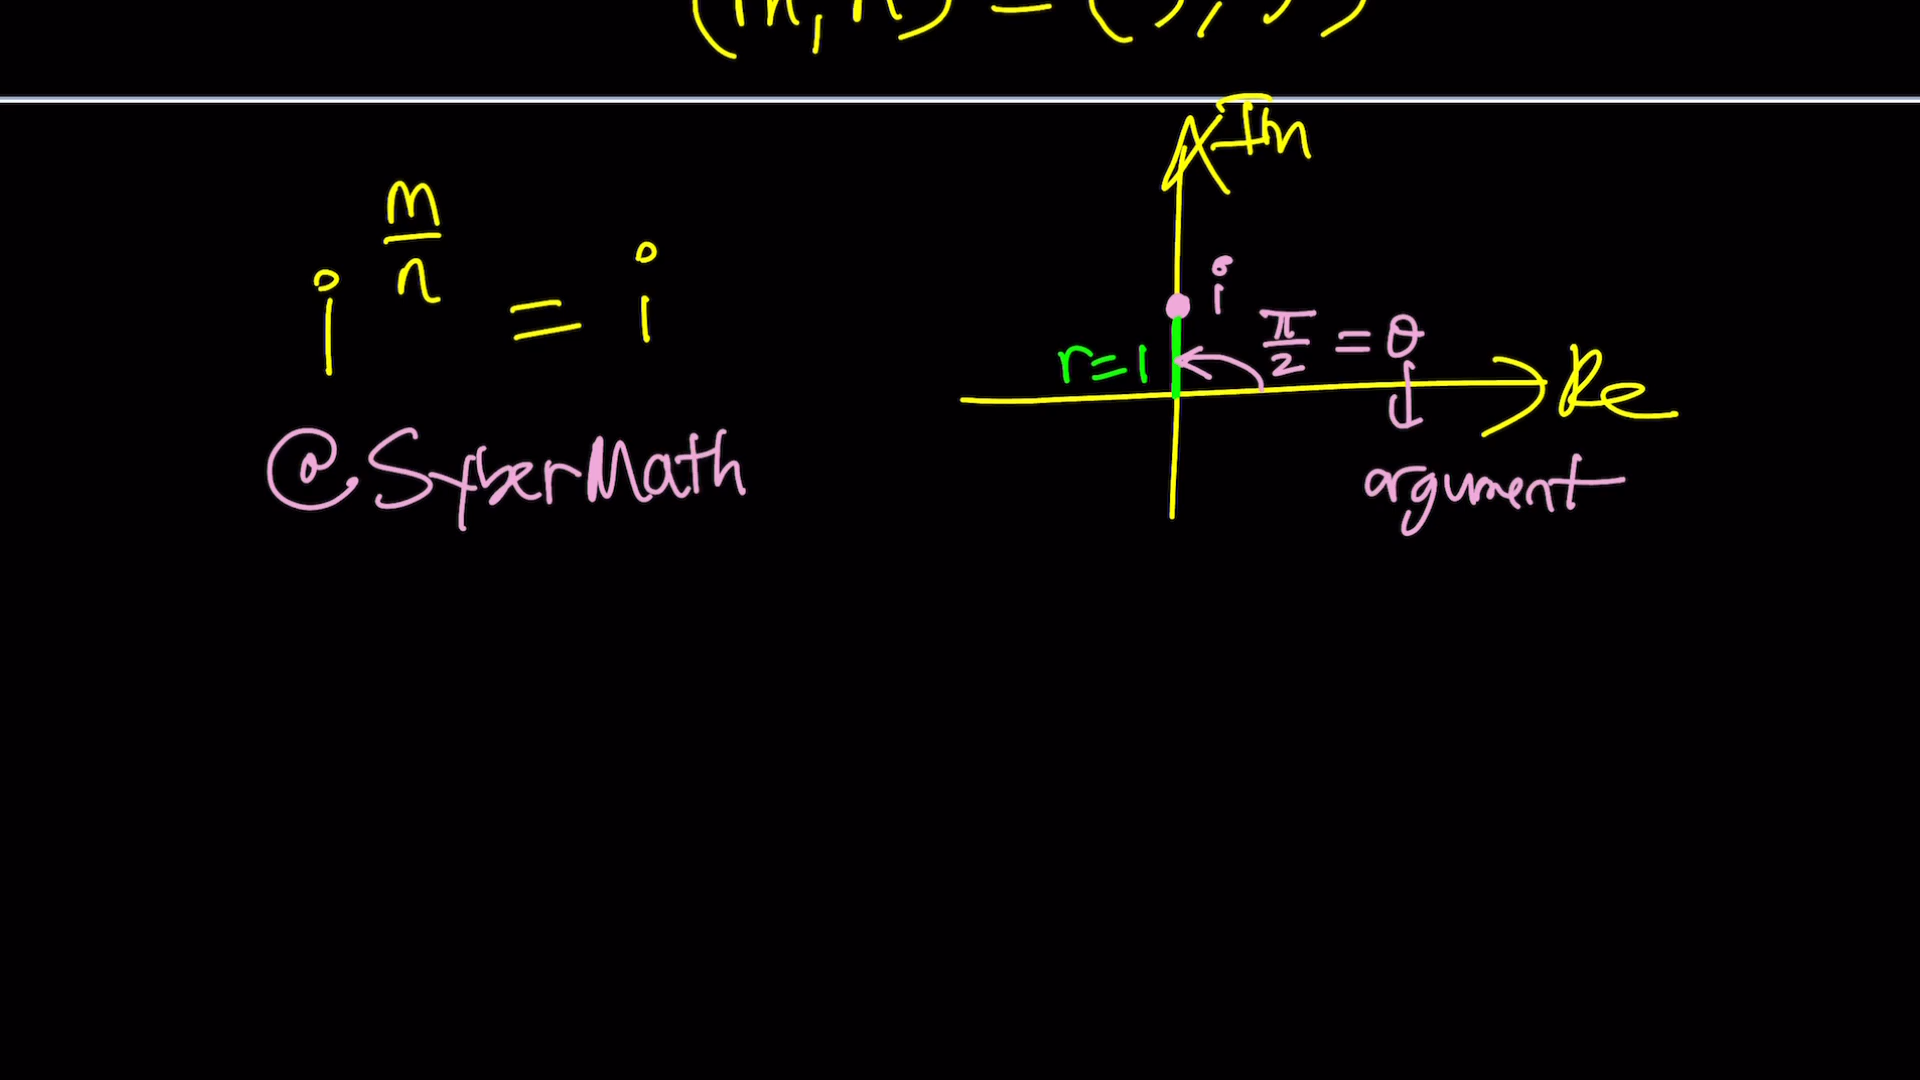 (m, n) = (
i^(m/n) = i
@SyberMath
Im
i
π/2 = θ
r=1
Re
argument